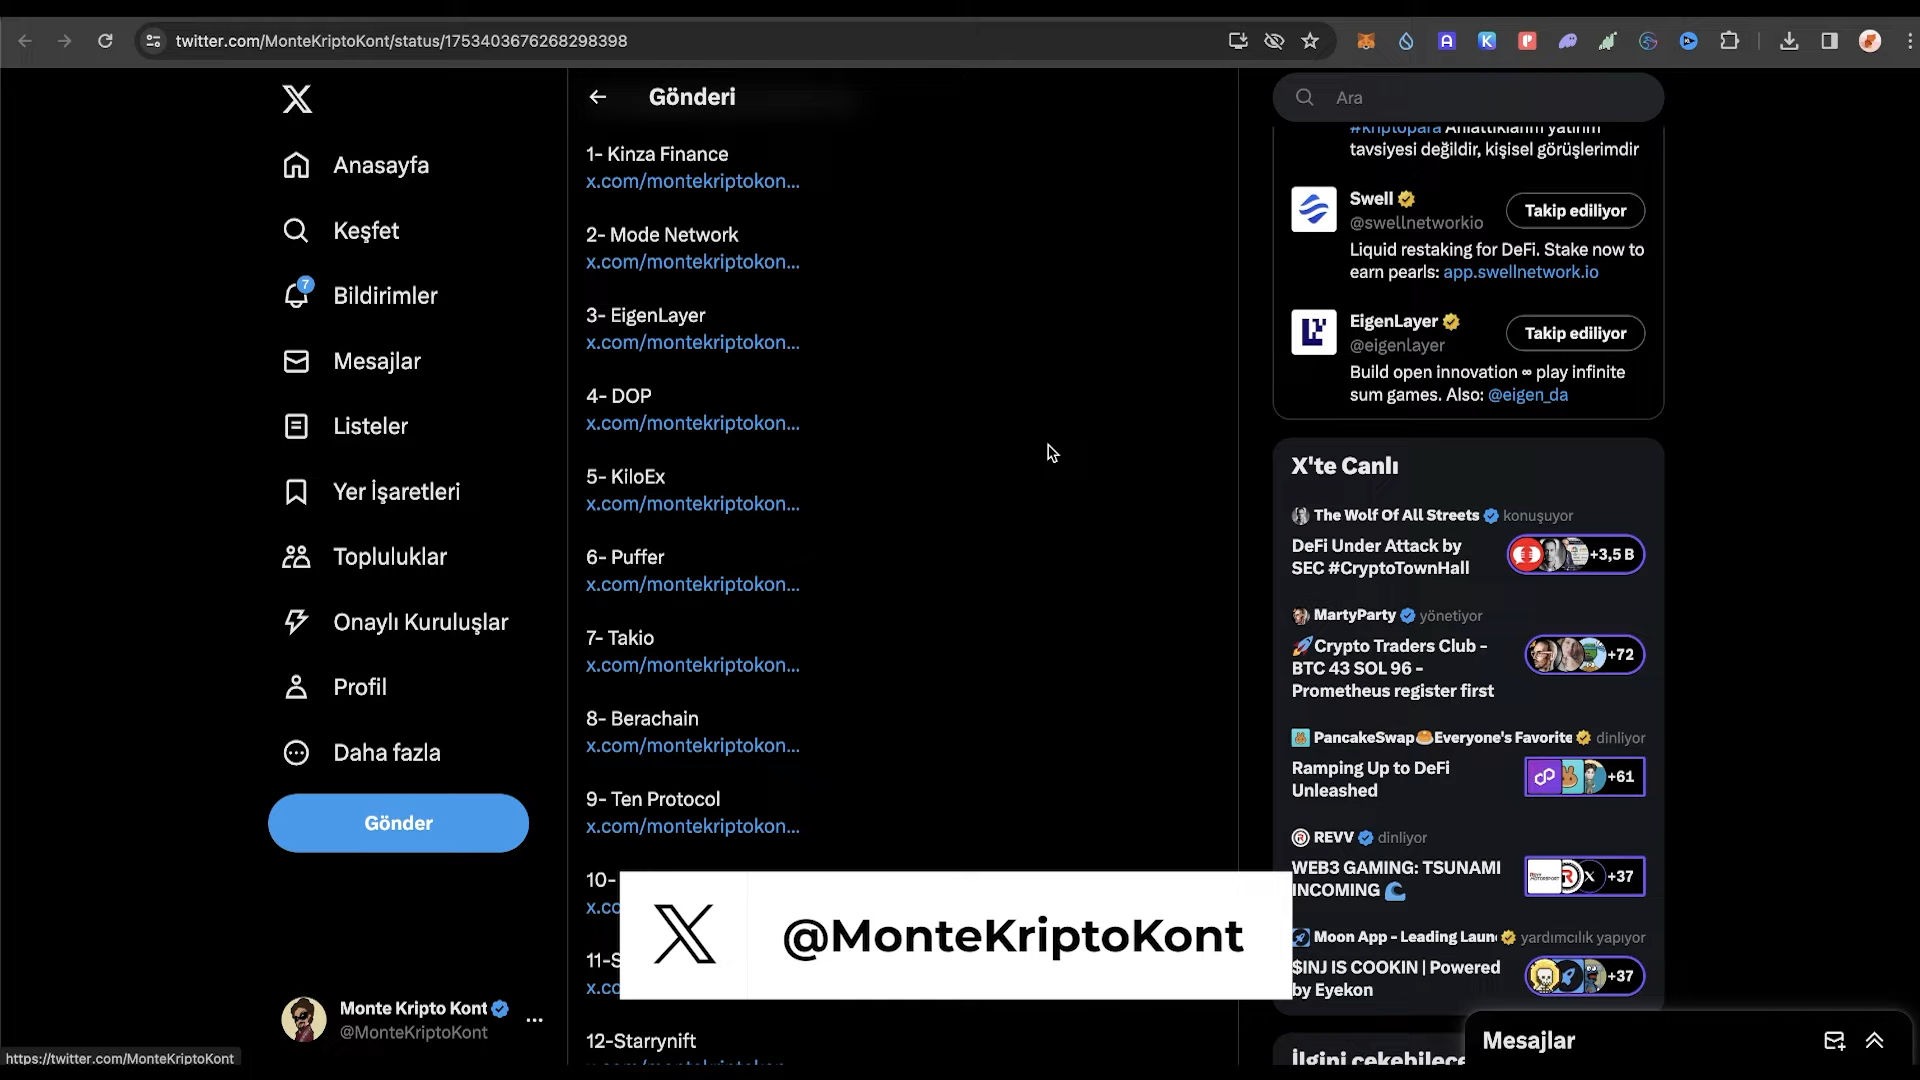 twitter.com/MonteKriptoKont/status/1753403676268298398
Anasayfa
Keşfet
7
Bildirimler
Mesajlar
Listeler
Yer İşaretleri
Topluluklar
Onaylı Kuruluşlar
Profil
Daha fazla
Gönder
Monte Kripto Kont
@MonteKriptoKont
https://twitter.com/MonteKriptoKont
Gönderi
1- Kinza Finance
x.com/montekriptokon...
2- Mode Network
x.com/montekriptokon...
3- EigenLayer
x.com/montekriptokon...
4- DOP
x.com/montekriptokon...
5- KiloEx
x.com/montekriptokon...
6- Puffer
x.com/montekriptokon...
7- Takio
x.com/montekriptokon...
8- Berachain
x.com/montekriptokon...
9- Ten Protocol
x.com/montekriptokon...
10-
x.co
11-S
x.co
12-Starrynift
@MonteKriptoKont
Ara
#kriptopara Anlattıklarım yatırım
tavsiyesi değildir, kişisel görüşlerimdir
Swell
Takip ediliyor
@swellnetworkio
Liquid restaking for DeFi. Stake now to
earn pearls: app.swellnetwork.io
EigenLayer
Takip ediliyor
@eigenlayer
Build open innovation ∞ play infinite
sum games. Also: @eigen_da
X'te Canlı
The Wolf Of All Streets konuşuyor
DeFi Under Attack by
SEC #CryptoTownHall
+3,5 B
MartyParty yönetiyor
🚀Crypto Traders Club -
BTC 43 SOL 96 -
Prometheus register first
+72
PancakeSwap🥞Everyone's Favorite dinliyor
Ramping Up to DeFi
Unleashed
+61
REVV dinliyor
WEB3 GAMING: TSUNAMI
INCOMING 🌊
+37
Moon App - Leading Laun yardımcılık yapıyor
$INJ IS COOKIN | Powered
by Eyekon
+37
Mesajlar